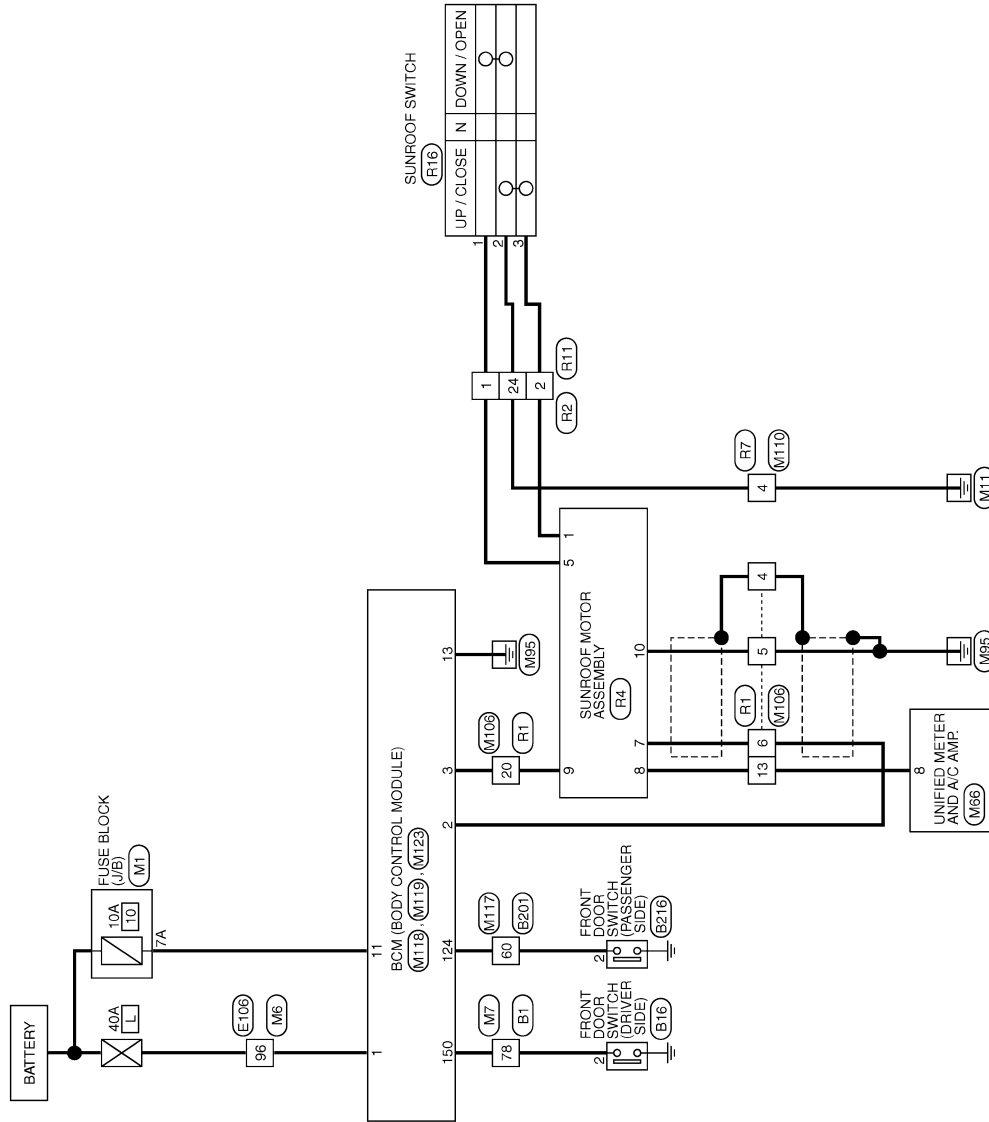 BATTERY
40A
L
E106
96
M6
FUSE BLOCK
(J/B)
M1
10A
10
7A
1
11
BCM (BODY CONTROL MODULE)
M118 , M119 , M123
150
124
2
3
13
M7
78
B1
FRONT
DOOR
SWITCH
(DRIVER
SIDE)
B16
2
M117
60
B201
FRONT
DOOR
SWITCH
(PASSENGER
SIDE)
B216
2
M106
20
R1
M95
9
5
1
SUNROOF MOTOR
ASSEMBLY
R4
8
7
10
R1
M106
13
6
5
4
8
UNIFIED METER
AND A/C AMP.
M66
M95
R7
M110
4
M11
R2
R11
1
24
2
SUNROOF SWITCH
R16
UP / CLOSE
N
DOWN / OPEN
1
2
3